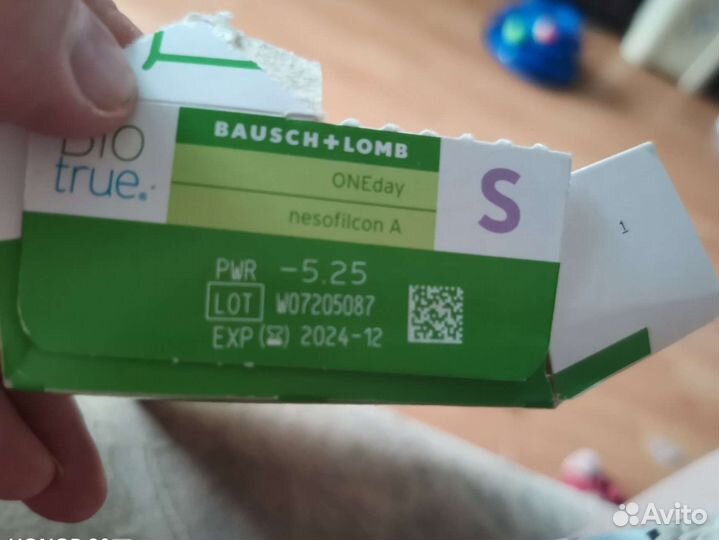 Bio
true.
BAUSCH+LOMB
ONEday
nesofilcon A
S
1
PWR -5.25
LOT W07205087
EXP 2024-12
Avito